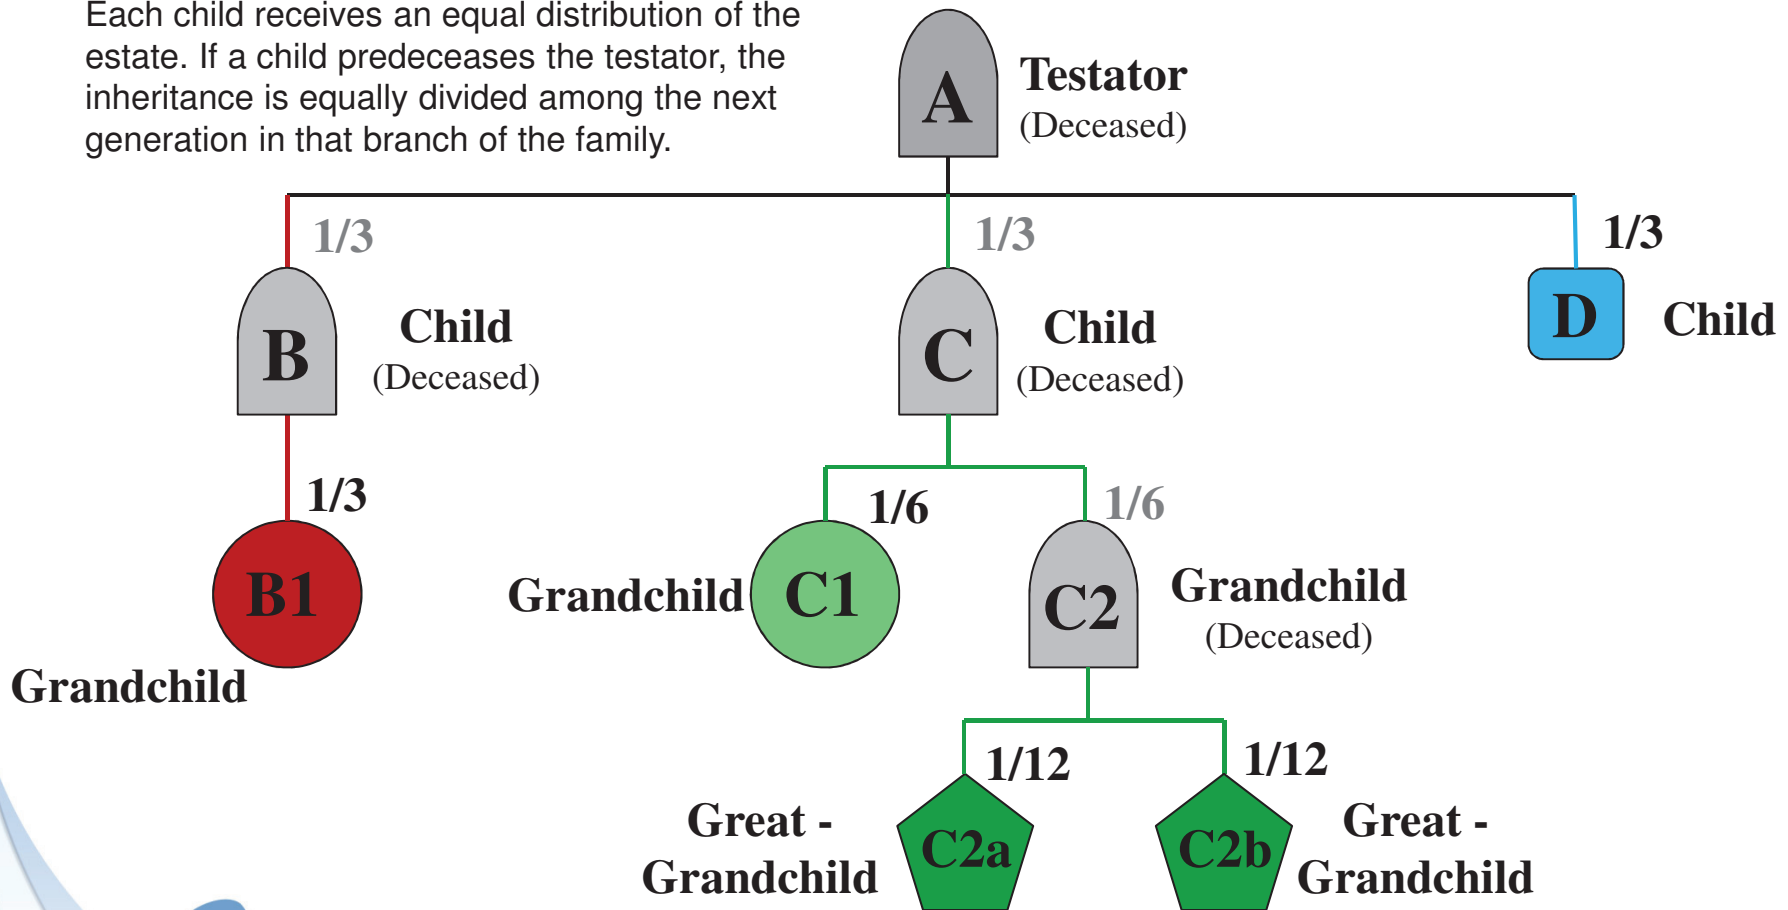 Each child receives an equal distribution of the
estate. If a child predeceases the testator, the
inheritance is equally divided among the next
generation in that branch of the family.
A
Testator
(Deceased)
1/3
1/3
1/3
B
Child
(Deceased)
C
Child
(Deceased)
D
Child
1/3
1/6
1/6
B1
Grandchild
Grandchild
C1
C2
Grandchild
(Deceased)
1/12
1/12
Great -
Grandchild
C2a
C2b
Great -
Grandchild